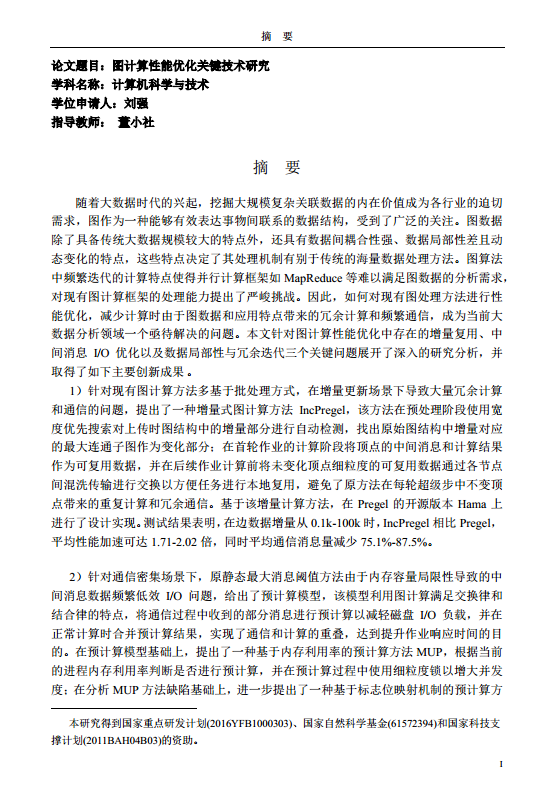 摘 要
论文题目：图计算性能优化关键技术研究
学科名称：计算机科学与技术
学位申请人：刘强
指导教师： 董小社
摘 要
随着大数据时代的兴起，挖掘大规模复杂关联数据的内在价值成为各行业的迫切
需求，图作为一种能够有效表达事物间联系的数据结构，受到了广泛的关注。图数据
除了具备传统大数据规模较大的特点外，还具有数据间耦合性强、数据局部性差且动
态变化的特点，这些特点决定了其处理机制有别于传统的海量数据处理方法。图算法
中频繁迭代的计算特点使得并行计算框架如 MapReduce 等难以满足图数据的分析需求，
对现有图计算框架的处理能力提出了严峻挑战。因此，如何对现有图处理方法进行性
能优化，减少计算时由于图数据和应用特点带来的冗余计算和频繁通信，成为当前大数
据分析领域一个亟待解决的问题。本文针对图计算性能优化中存在的增量复用、中
间消息 I/O 优化以及数据局部性与冗余迭代三个关键问题展开了深入的研究分析，并
取得了如下主要创新成果 。
1）针对现有图计算方法多基于批处理方式，在增量更新场景下导致大量冗余计算
和通信的问题，提出了一种增量式图计算方法 IncPregel，该方法在预处理阶段使用宽
度优先搜索对上传时图结构中的增量部分进行自动检测，找出原始图结构中增量对应
的最大连通子图作为变化部分；在首轮作业的计算阶段将顶点的中间消息和计算结果
作为可复用数据，并在后续作业计算前将未变化顶点细粒度的可复用数据通过各节点
间混洗传输进行交换以方便任务进行本地复用，避免了原方法在每轮超级步中不变顶
点带来的重复计算和冗余通信。基于该增量计算方法，在 Pregel 的开源版本 Hama 上
进行了设计实现。测试结果表明，在边数据增量从 0.1k-100k 时，IncPregel 相比 Pregel，
平均性能加速可达 1.71-2.02 倍，同时平均通信消息量减少 75.1%-87.5%。
2）针对通信密集场景下，原静态最大消息阈值方法由于内存容量局限性导致的中
间消息数据频繁低效 I/O 问题，给出了预计算模型，该模型利用图计算满足交换律和
结合律的特点，将通信过程中收到的部分消息进行预计算以减轻磁盘 I/O 负载，并在
正常计算时合并预计算结果，实现了通信和计算的重叠，达到提升作业响应时间的目
的。在预计算模型基础上，提出了一种基于内存利用率的预计算方法 MUP，根据当前
的进程内存利用率判断是否进行预计算，并在预计算过程中使用细粒度锁以增大并发
度；在分析 MUP 方法缺陷基础上，进一步提出了一种基于标志位映射机制的预计算方
本研究得到国家重点研发计划(2016YFB1000303)、国家自然科学基金(61572394)和国家科技支
撑计划(2011BAH04B03)的资助。
I